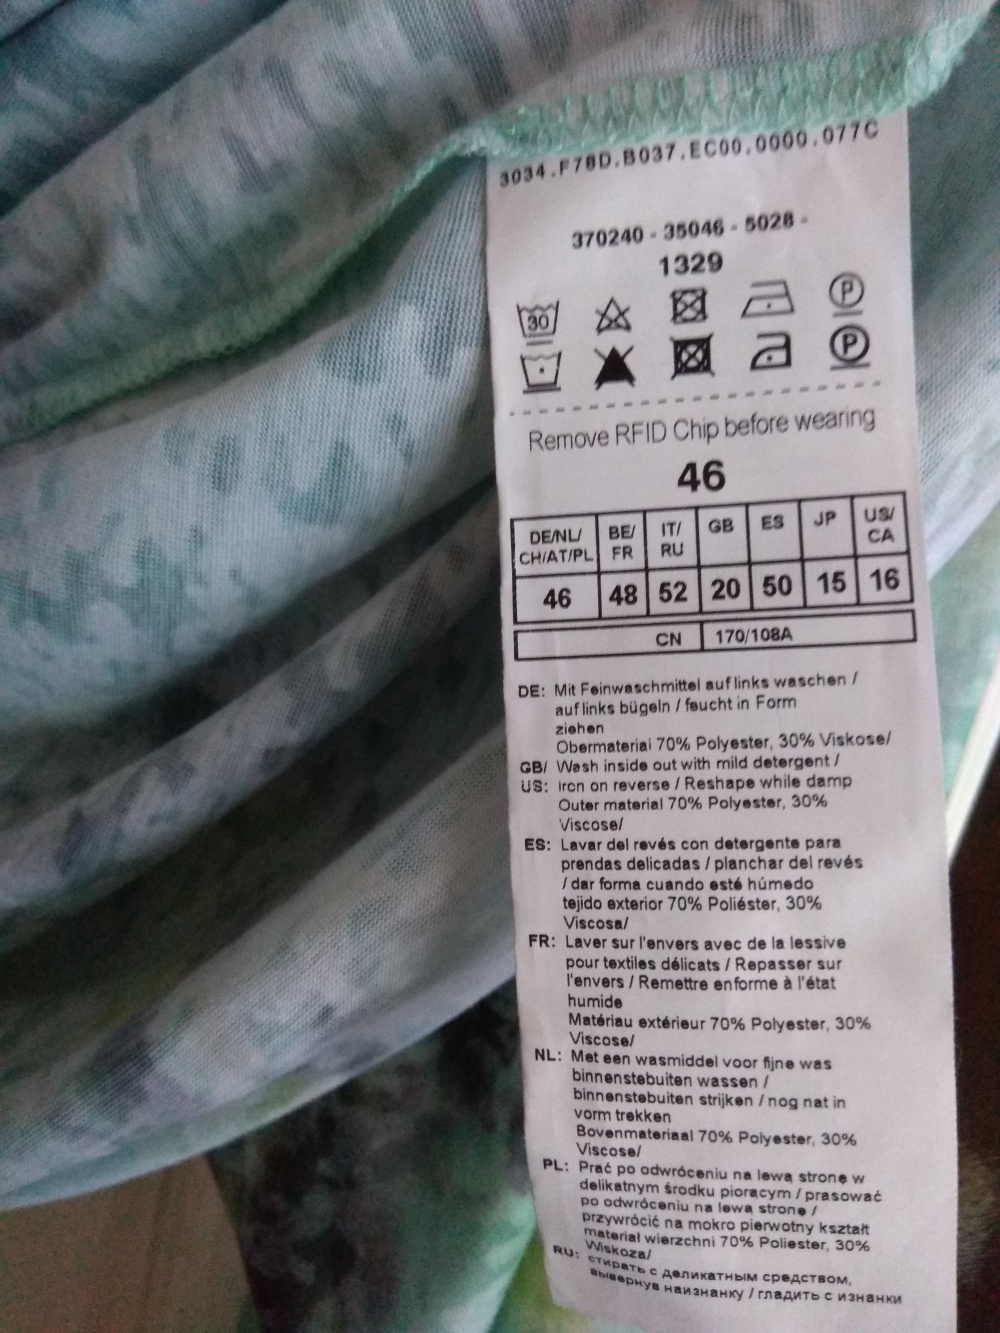 3034.F78D.B037.EC00.0000.077C
370240 - 35046 - 5028 -
1329
30 P
P
Remove RFID Chip before wearing
46
DE/NL/ CH/AT/PL BE/ FR IT/ RU GB ES JP US/ CA
46 48 52 20 50 15 16
CN 170/108A
DE: Mit Feinwaschmittel auf links waschen /
auf links bügeln / feucht in Form
ziehen
Obermaterial 70% Polyester, 30% Viskose/
GB/ Wash inside out with mild detergent /
US: Iron on reverse / Reshape while damp
Outer material 70% Polyester, 30%
Viscose/
ES: Lavar del revés con detergente para
prendas delicadas / planchar del revés
/ dar forma cuando esté húmedo
tejido exterior 70% Poliéster, 30%
Viscosa/
FR: Laver sur l'envers avec de la lessive
pour textiles délicats / Repasser sur
l'envers / Remettre enforme à l'état
humide
Matériau extérieur 70% Polyester, 30%
Viscose/
NL: Met een wasmiddel voor fijne was
binnenstebuiten wassen /
binnenstebuiten strijken / nog nat in
vorm trekken
Bovenmateriaal 70% Polyester, 30%
Viscose/
PL: Prać po odwróceniu na lewą stronę w
delikatnym środku piorącym / prasować
po odwróceniu na lewą stronę /
przywrócić na mokro pierwotny kształt
materiał wierzchni 70% Poliester, 30%
Wiskoza/
RU: стирать с деликатным средством,
вывернув наизнанку / гладить с изнанки